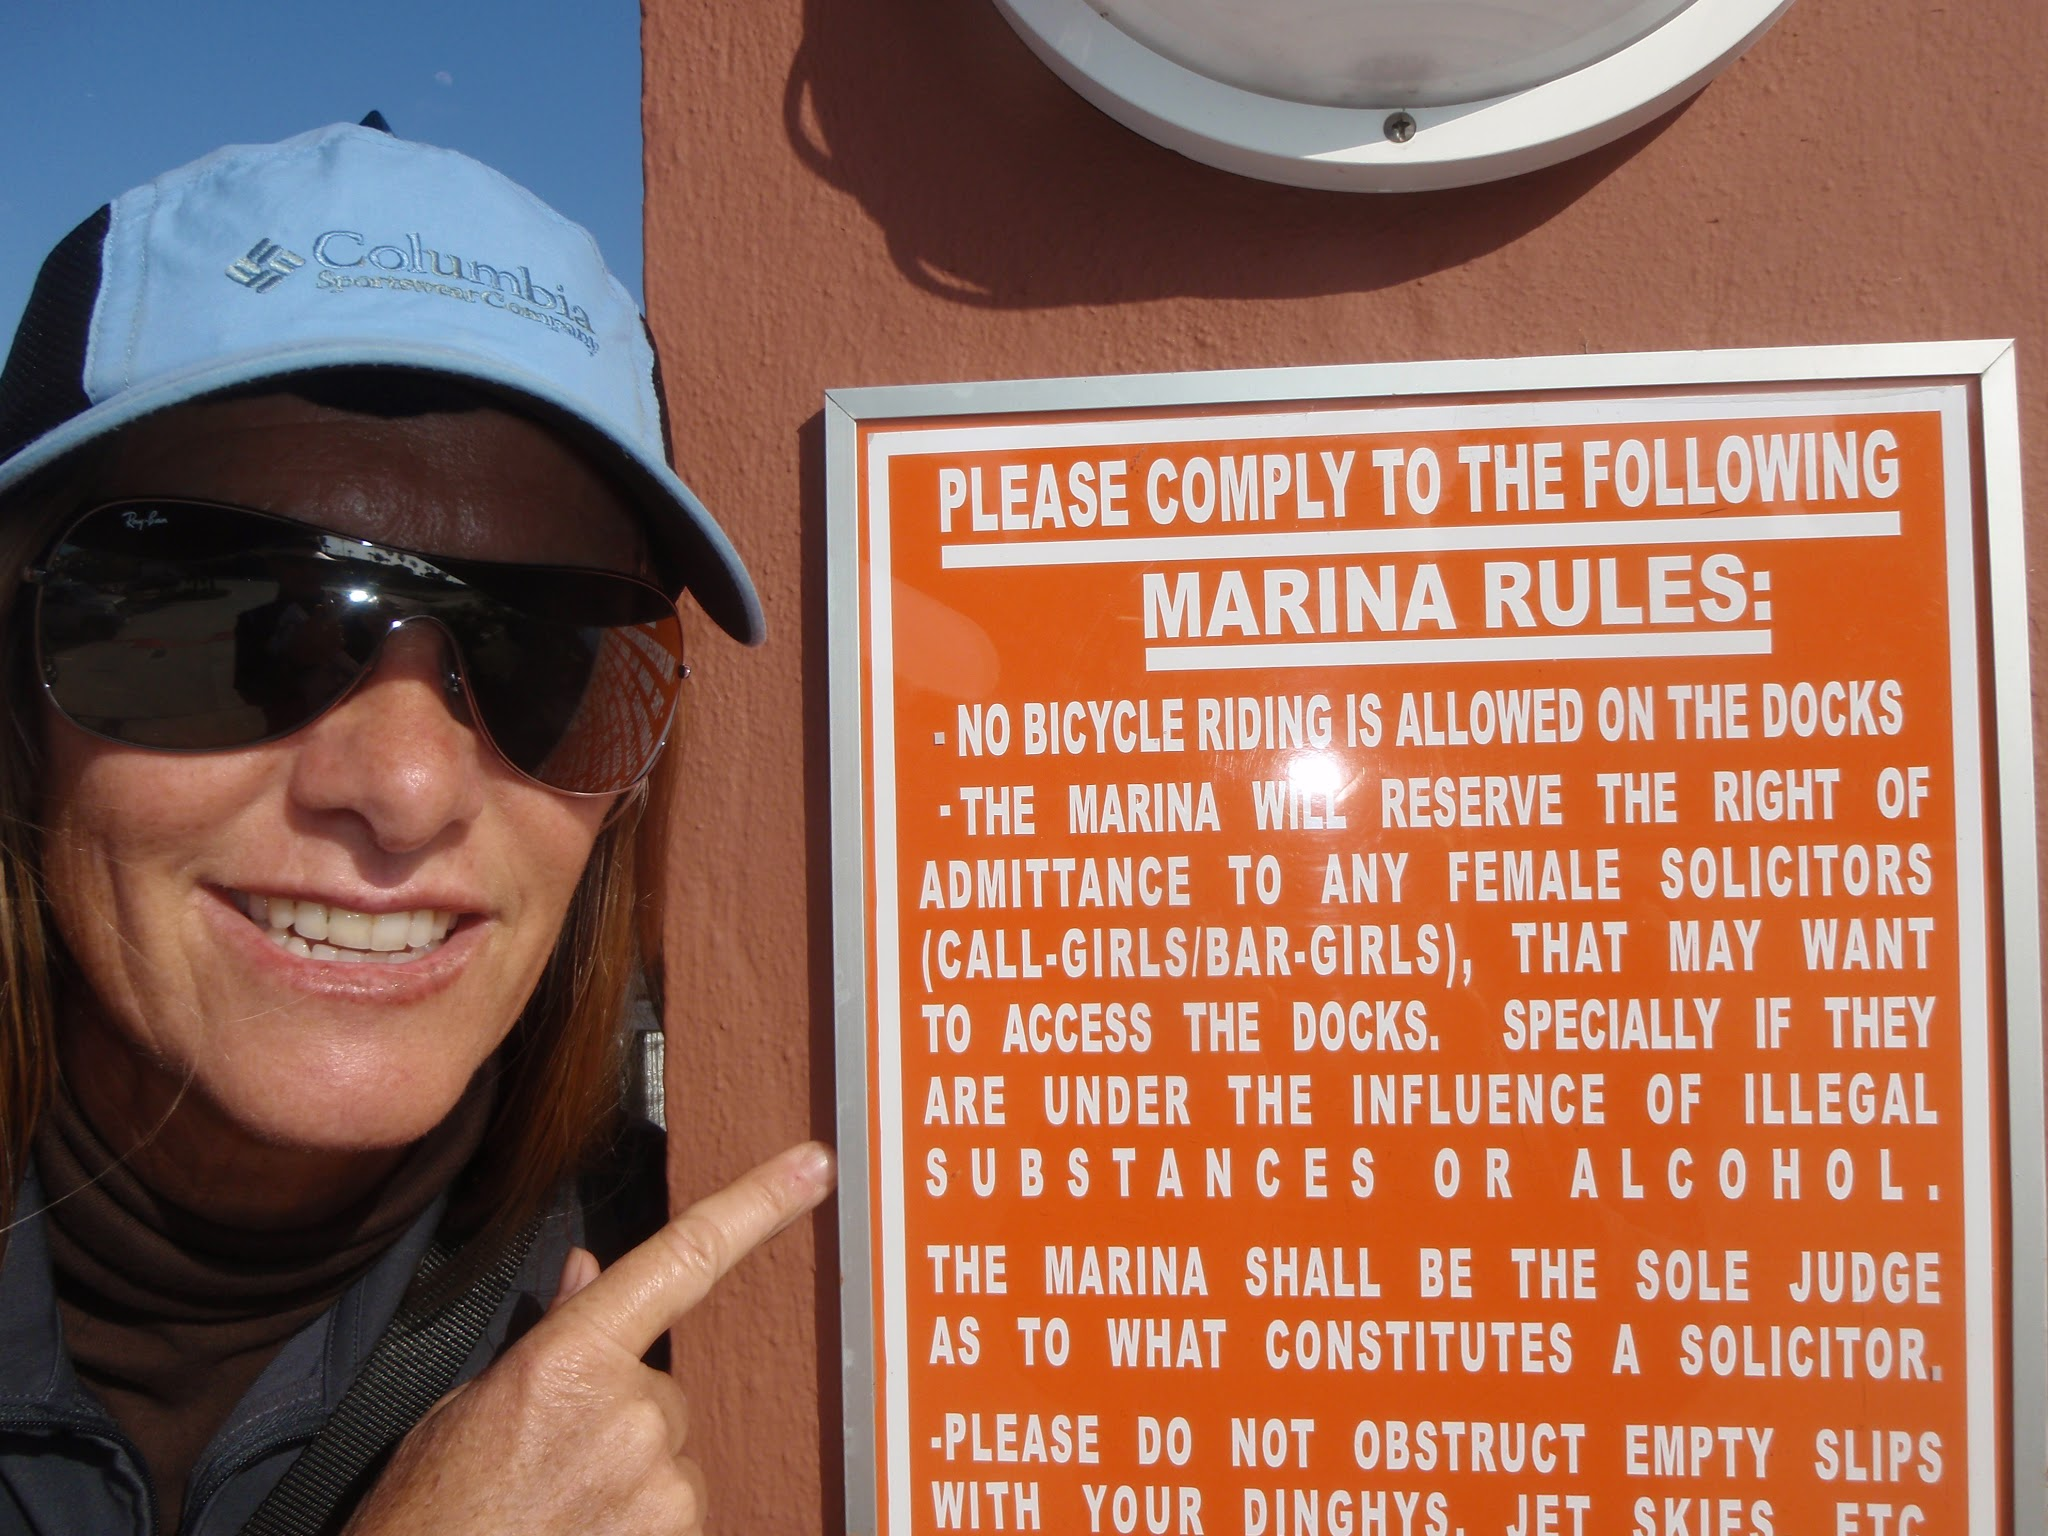 Columbia
Sportswear Company
Ray-Ban
PLEASE COMPLY TO THE FOLLOWING
MARINA RULES:
- NO BICYCLE RIDING IS ALLOWED ON THE DOCKS
- THE MARINA WILL RESERVE THE RIGHT OF
ADMITTANCE TO ANY FEMALE SOLICITORS
(CALL-GIRLS/BAR-GIRLS), THAT MAY WANT
TO ACCESS THE DOCKS. SPECIALLY IF THEY
ARE UNDER THE INFLUENCE OF ILLEGAL
SUBSTANCES OR ALCOHOL.
THE MARINA SHALL BE THE SOLE JUDGE
AS TO WHAT CONSTITUTES A SOLICITOR.
-PLEASE DO NOT OBSTRUCT EMPTY SLIPS
WITH YOUR DINGHYS, JET SKIES, ETC